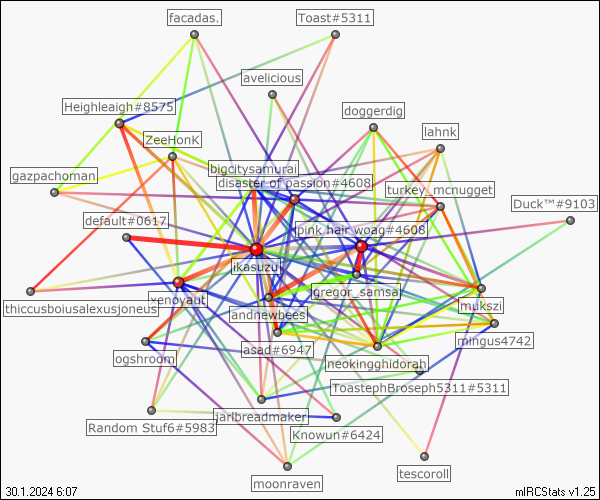 facadas.
Toast#5311
avelicious
Heighleigh#8575
doggerdig
lahnk
ZeeHonK
bigcitysamurai
gazpachoman
disaster of passion#4608
turkey_mcnugget
Duck™#9103
default#0617
pink hair woag#4608
ikasuzu
gregor_samsa
mukszi
thiccusboiusalexusjoneus
xenoyaut
andnewbees
mingus4742
ogshroom
asad#6947
neokingghidorah
ToastephBroseph5311#5311
jarlbreadmaker
Random Stuf6#5983
Knowun#6424
tescoroll
moonraven
30.1.2024 6:07
mIRCStats v1.25